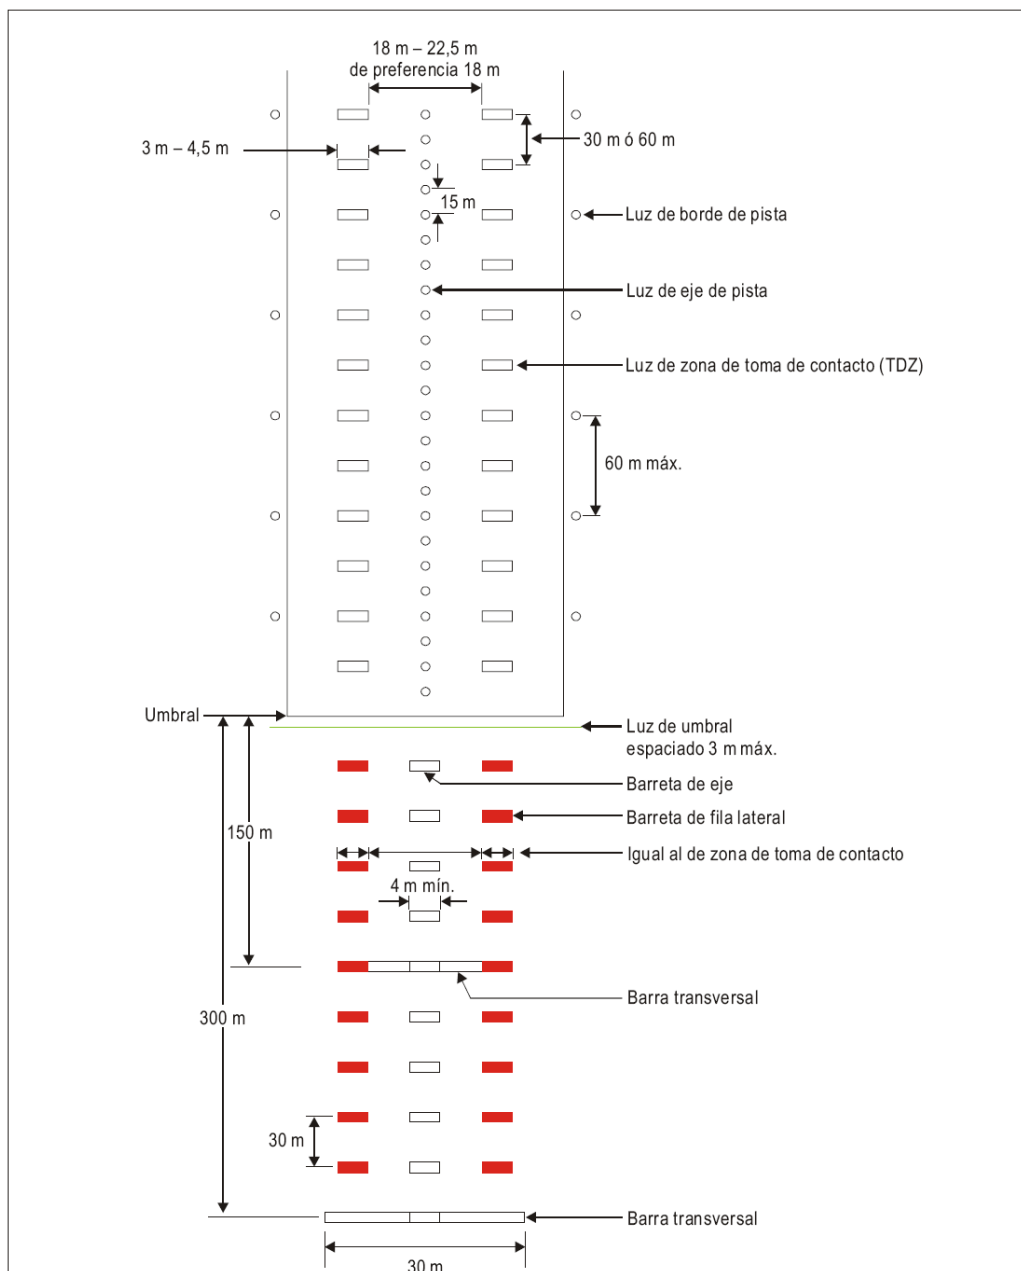 18 m – 22,5 m
de preferencia 18 m
30 m ó 60 m
3 m – 4,5 m
15 m
Luz de borde de pista
Luz de eje de pista
Luz de zona de toma de contacto (TDZ)
60 m máx.
Umbral
Luz de umbral
espaciado 3 m máx.
Barreta de eje
Barreta de fila lateral
150 m
Igual al de zona de toma de contacto
4 m mín.
Barra transversal
300 m
30 m
Barra transversal
30 m